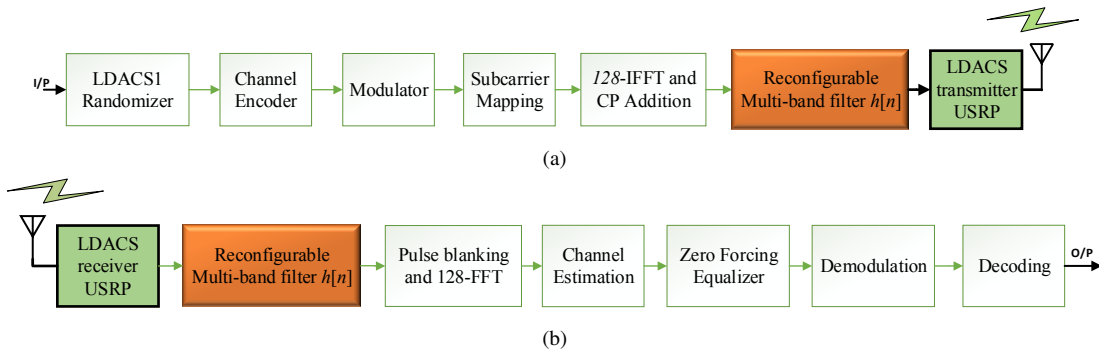 I/P
LDACS1
Randomizer
Channel
Encoder
Modulator
Subcarrier
Mapping
128-IFFT and
CP Addition
Reconfigurable
Multi-band filter h[n]
LDACS
transmitter
USRP
(a)
LDACS
receiver
USRP
Reconfigurable
Multi-band filter h[n]
Pulse blanking
and 128-FFT
Channel
Estimation
Zero Forcing
Equalizer
Demodulation
Decoding
O/P
(b)